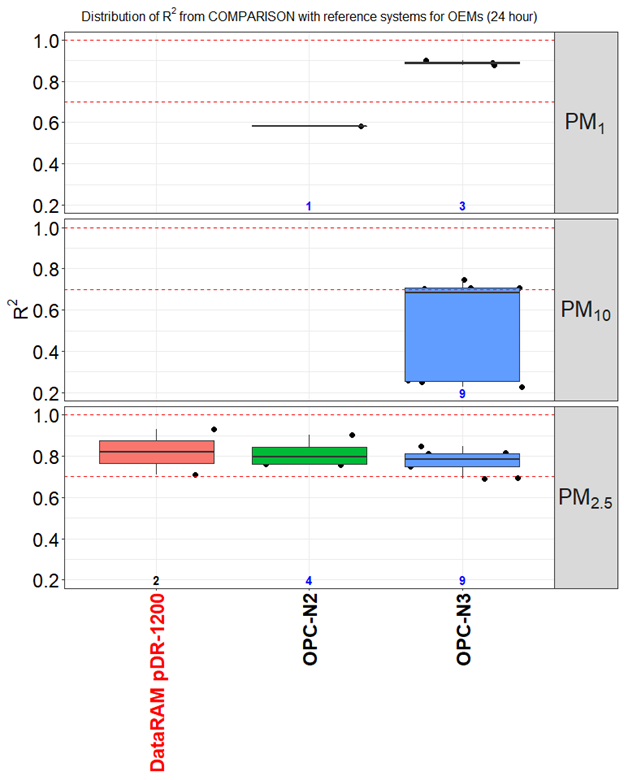 Distribution of R² from COMPARISON with reference systems for OEMs (24 hour)
1.0
0.8
0.6
0.4
0.2
1
3
PM₁
1.0
0.8
0.6
0.4
0.2
9
PM₁₀
R²
1.0
0.8
0.6
0.4
0.2
2
4
9
PM₂.₅
DataRAM pDR-1200
OPC-N2
OPC-N3